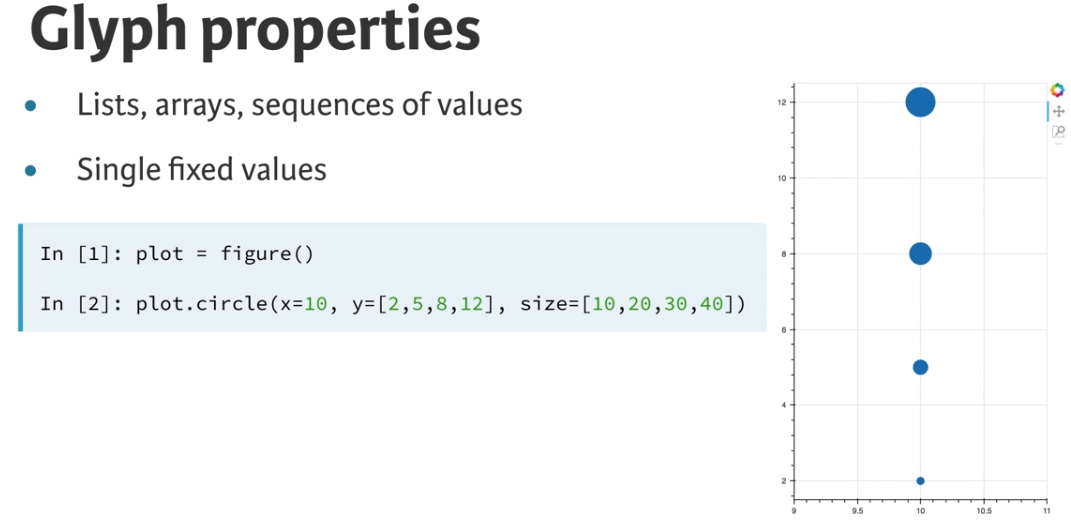 Glyph properties
• Lists, arrays, sequences of values
• Single fixed values
In [1]: plot = figure()
In [2]: plot.circle(x=10, y=[2,5,8,12], size=[10,20,30,40])
12
10
8
6
4
2
9 9.5 10 10.5 11